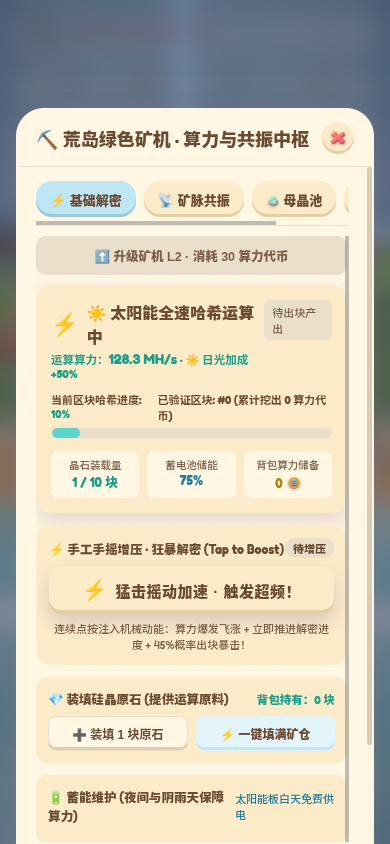 ⛏️ 荒岛绿色矿机 · 算力与共振中枢
⚡ 基础解密
📡 矿脉共振
母晶池
⬆️ 升级矿机 L2 · 消耗 30 算力代币
⚡ ☀️ 太阳能全速哈希运算
中
待出块产
出
运算算力: 128.3 MH/s · ☀️ 日光加成
+50%
当前区块哈希进度:
10%
已验证区块: #0 (累计挖出 0 算力代
币)
晶石装载量
1 / 10 块
蓄电池储能
75%
背包算力储备
0
⚡ 手工手摇增压 · 狂暴解密 (Tap to Boost)
待增压
⚡ 猛击摇动加速 · 触发超频!
连续点按注入机械动能: 算力爆发飞涨 + 立即推进解密进
度 + 45%概率出块暴击!
💎 装填硅晶原石 (提供运算原料)
背包持有: 0 块
➕ 装填 1 块原石
⚡ 一键填满矿仓
🔋 蓄能维护 (夜间与阴雨天保障
算力)
太阳能板白天免费供
电